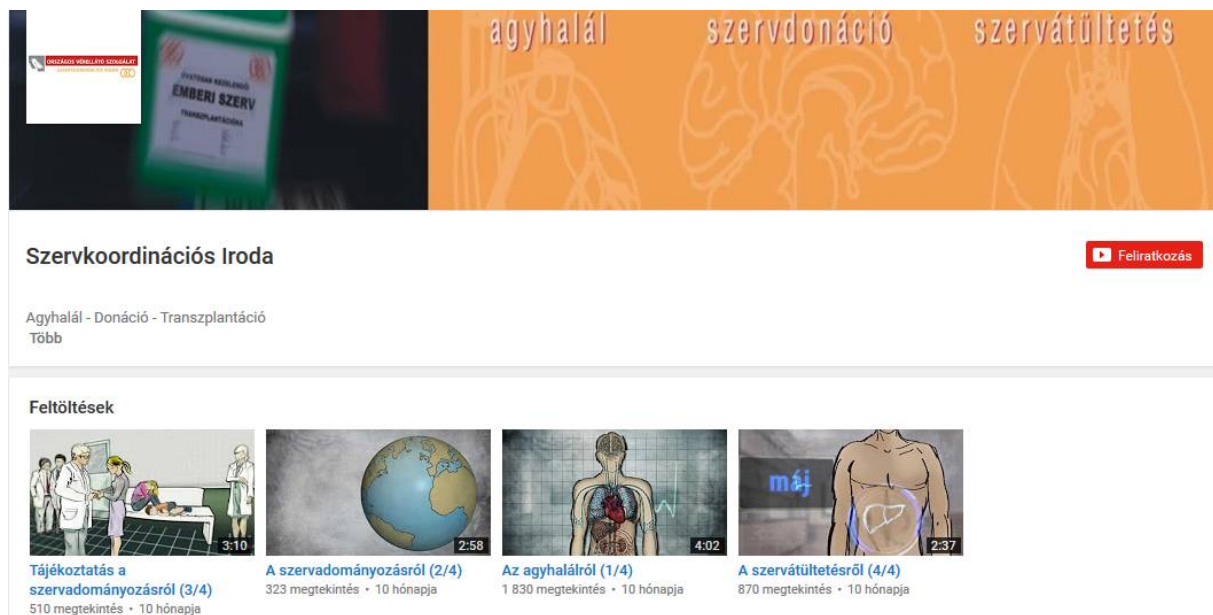 agyhalál szervdonáció szervátültetés
ORSZÁGOS VÉRELLÁTÓ SZOLGÁLAT
EMBERI SZERV
TRANSZPLANTÁCIÓRA
Szervkoordinációs Iroda
Feliratkozás
Agyhalál - Donáció - Transzplantáció
Több
Feltöltések
3:10
Tájékoztatás a
szervadományozásról (3/4)
510 megtekintés • 10 hónapja
2:58
A szervadományozásról (2/4)
323 megtekintés • 10 hónapja
4:02
Az agyhalálról (1/4)
1 830 megtekintés • 10 hónapja
máj
2:37
A szervátültetésről (4/4)
870 megtekintés • 10 hónapja